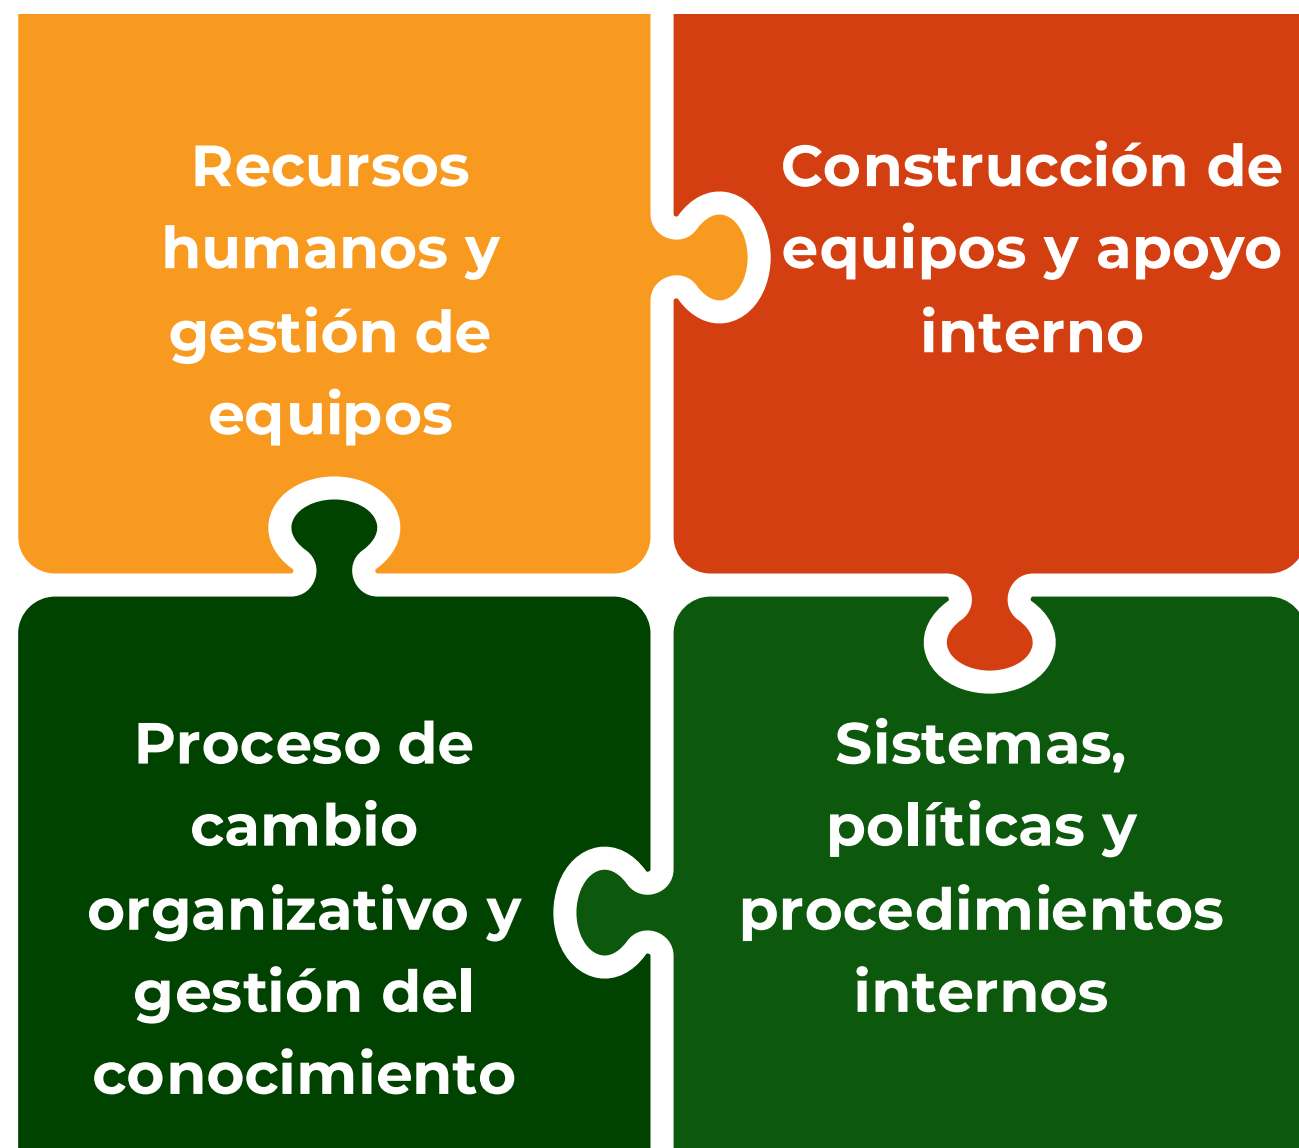 Recursos
humanos y
gestión de
equipos
Construcción de
equipos y apoyo
interno
Proceso de
cambio
organizativo y
gestión del
conocimiento
Sistemas,
políticas y
procedimientos
internos